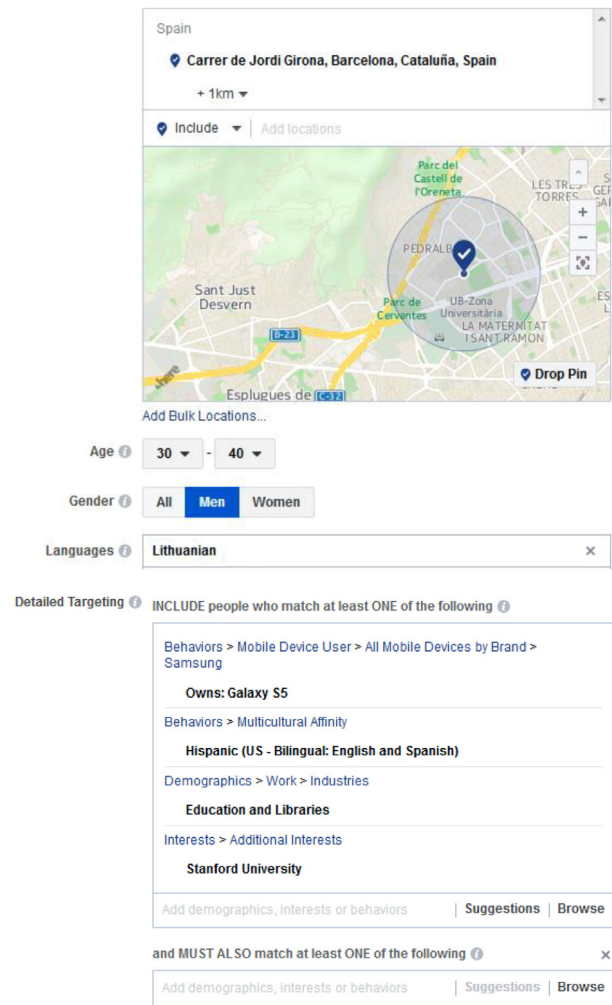 Spain
Carrer de Jordi Girona, Barcelona, Cataluña, Spain
+ 1km
Include | Add locations
Parc del
Castell de
l'Oreneta
LES TRES
TORRES
PEDRALB
Sant Just
Desvern
Parc de
Cervantes
UB-Zona
Universitària
LA MATERNITAT
I SANT RAMON
B-23
here
Drop Pin
Esplugues de
C-32
Add Bulk Locations...
Age 30 - 40
Gender All Men Women
Languages Lithuanian ×
Detailed Targeting INCLUDE people who match at least ONE of the following
Behaviors > Mobile Device User > All Mobile Devices by Brand >
Samsung
Owns: Galaxy S5
Behaviors > Multicultural Affinity
Hispanic (US - Bilingual: English and Spanish)
Demographics > Work > Industries
Education and Libraries
Interests > Additional Interests
Stanford University
Add demographics, interests or behaviors | Suggestions | Browse
and MUST ALSO match at least ONE of the following ×
Add demographics, interests or behaviors | Suggestions | Browse